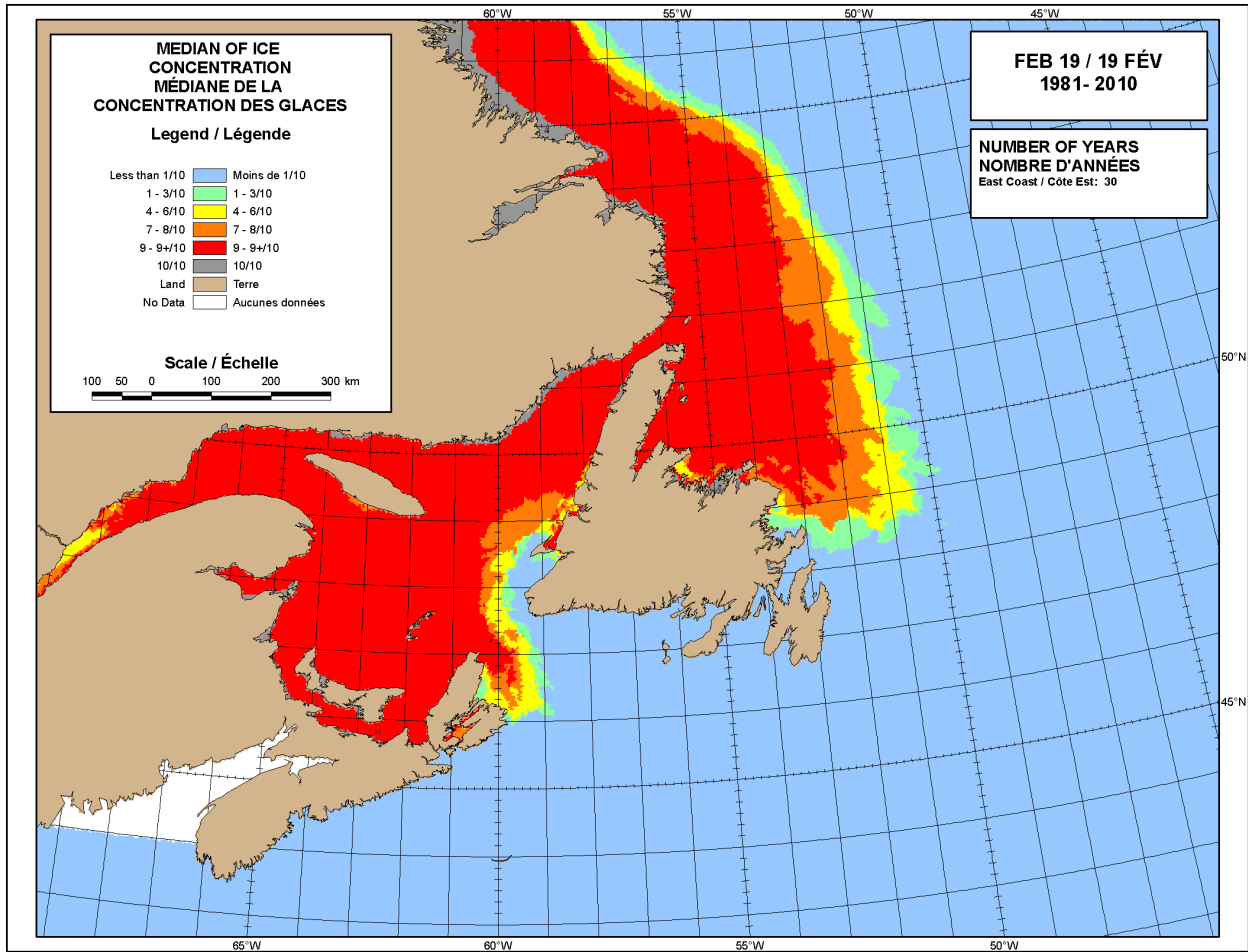 60°W 55°W 50°W 45°W
MEDIAN OF ICE
CONCENTRATION
MÉDIANE DE LA
CONCENTRATION DES GLACES
Legend / Légende
Less than 1/10 Moins de 1/10
1 - 3/10 1 - 3/10
4 - 6/10 4 - 6/10
7 - 8/10 7 - 8/10
9 - 9+/10 9 - 9+/10
10/10 10/10
Land Terre
No Data Aucunes données
Scale / Échelle
100 50 0 100 200 300 km
FEB 19 / 19 FÉV
1981- 2010
NUMBER OF YEARS
NOMBRE D'ANNÉES
East Coast / Côte Est: 30
50°N
45°N
65°W 60°W 55°W 50°W